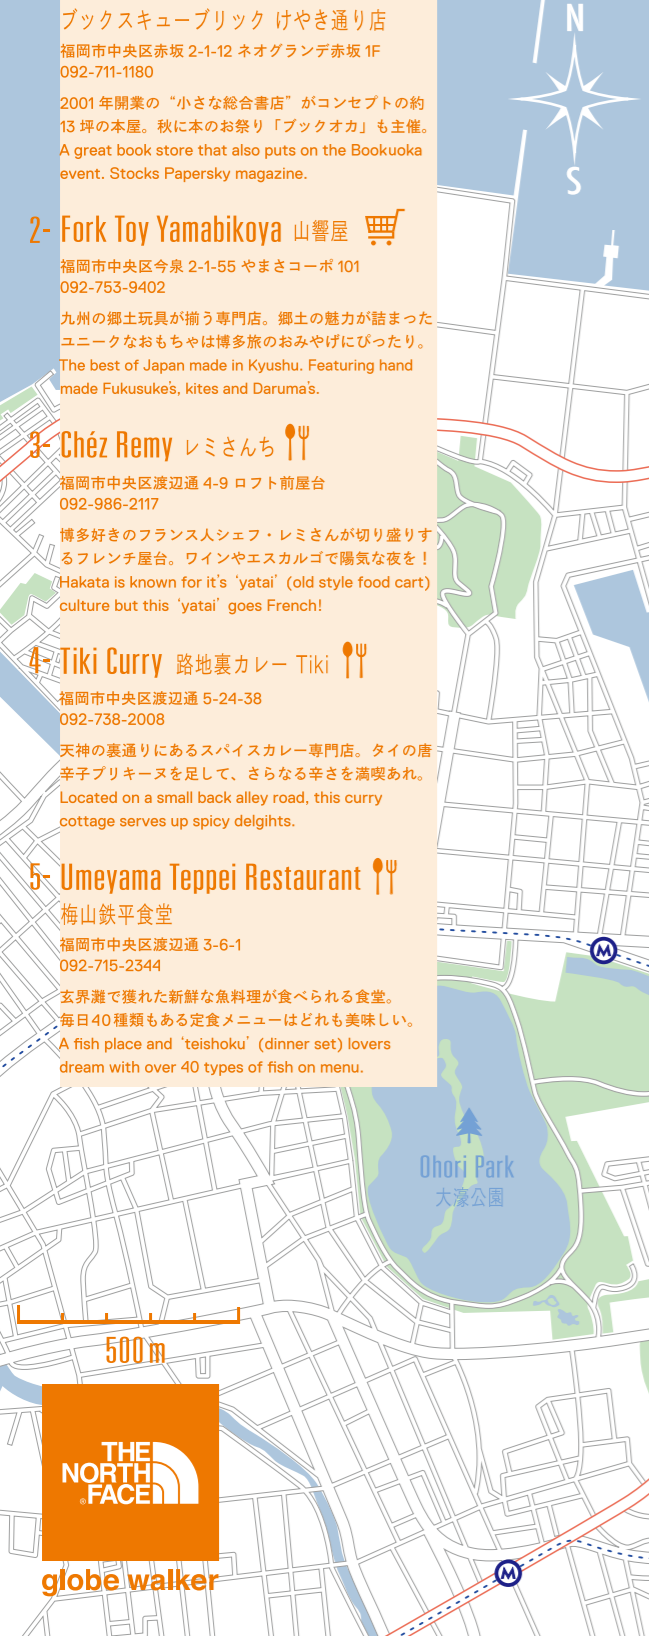 ブックスキューブリック けやき通り店
福岡市中央区赤坂 2-1-12 ネオグランデ赤坂 1F
092-711-1180
2001 年開業の“小さな総合書店”がコンセプトの約
13 坪の本屋。秋に本のお祭り「ブックオカ」も主催。
A great book store that also puts on the Bookuoka
event. Stocks Papersky magazine.
2- Fork Toy Yamabikoya 山響屋
福岡市中央区今泉 2-1-55 やまさコーポ 101
092-753-9402
九州の郷土玩具が揃う専門店。郷土の魅力が詰まった
ユニークなおもちゃは博多旅のおみやげにぴったり。
The best of Japan made in Kyushu. Featuring hand
made Fukusuke’s, kites and Daruma’s.
3- Chéz Remy レミさんち
福岡市中央区渡辺通 4-9 ロフト前屋台
092-986-2117
博多好きのフランス人シェフ・レミさんが切り盛りす
るフレンチ屋台。ワインやエスカルゴで陽気な夜を！
Hakata is known for it’s ‘yatai’ (old style food cart)
culture but this ‘yatai’ goes French!
4- Tiki Curry 路地裏カレー Tiki
福岡市中央区渡辺通 5-24-38
092-738-2008
天神の裏通りにあるスパイスカレー専門店。タイの唐
辛子プリキーヌを足して、さらなる辛さを満喫あれ。
Located on a small back alley road, this curry
cottage serves up spicy delgihts.
5- Umeyama Teppei Restaurant
梅山鉄平食堂
福岡市中央区渡辺通 3-6-1
092-715-2344
玄界灘で獲れた新鮮な魚料理が食べられる食堂。
毎日40種類もある定食メニューはどれも美味しい。
A fish place and ‘teishoku’ (dinner set) lovers
dream with over 40 types of fish on menu.
N
S
M
Ohori Park
大濠公園
500m
THE
NORTH
FACE
®
globe walker
M